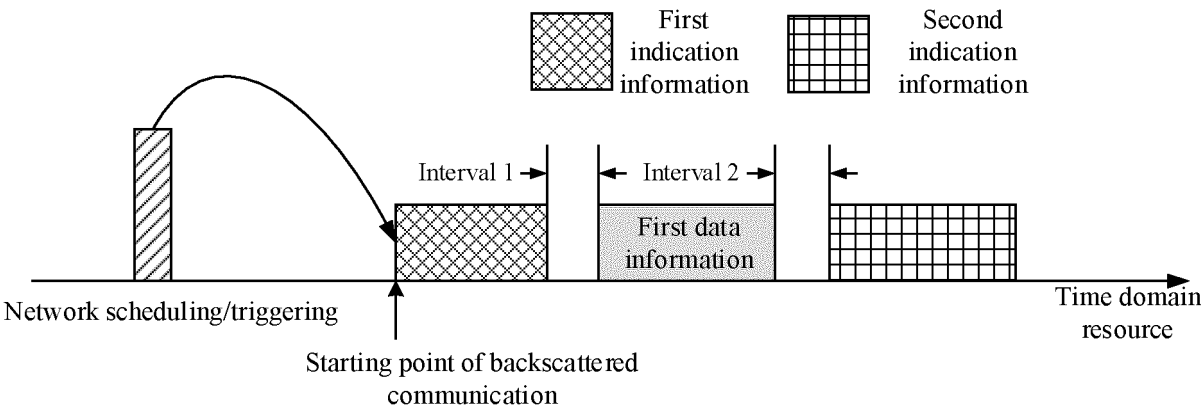 First
indication
information
Second
indication
information
Interval 1
Interval 2
First data
information
Network scheduling/triggering
Time domain
resource
Starting point of backscattered
communication